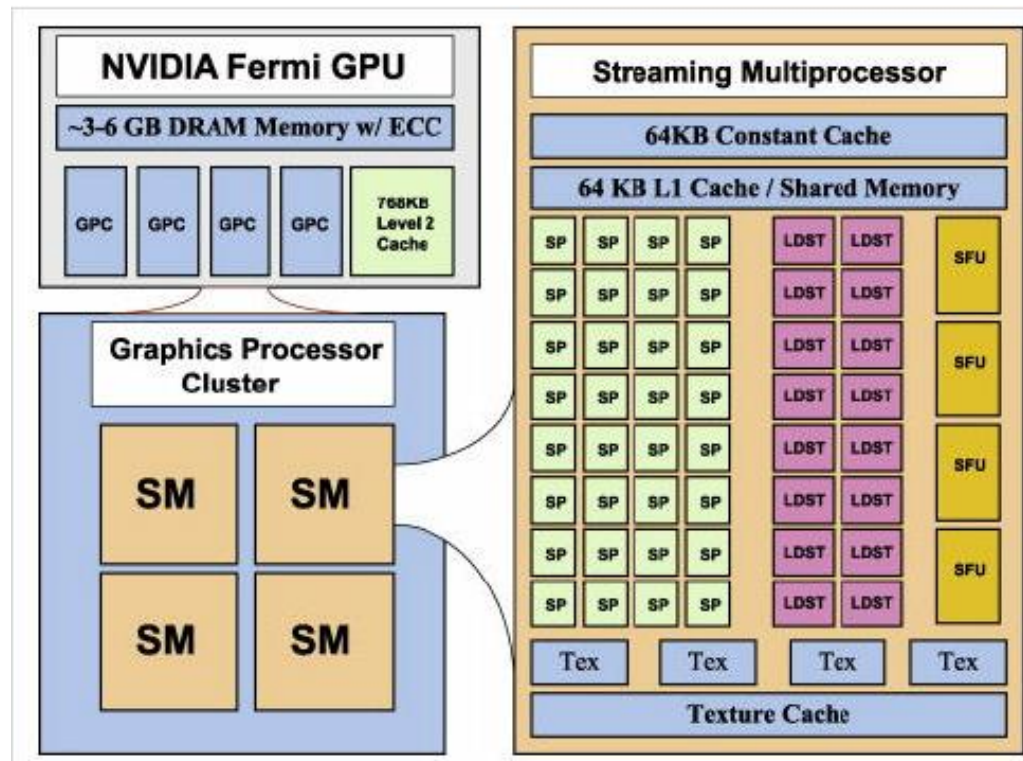 NVIDIA Fermi GPU
~3-6 GB DRAM Memory w/ ECC
GPC GPC GPC GPC
768KB
Level 2
Cache
Graphics Processor
Cluster
SM SM
SM SM
Streaming Multiprocessor
64KB Constant Cache
64 KB L1 Cache / Shared Memory
SP SP SP SP LDST LDST SFU
SP SP SP SP LDST LDST
SP SP SP SP LDST LDST SFU
SP SP SP SP LDST LDST
SP SP SP SP LDST LDST SFU
SP SP SP SP LDST LDST
SP SP SP SP LDST LDST SFU
SP SP SP SP LDST LDST
Tex Tex Tex Tex
Texture Cache